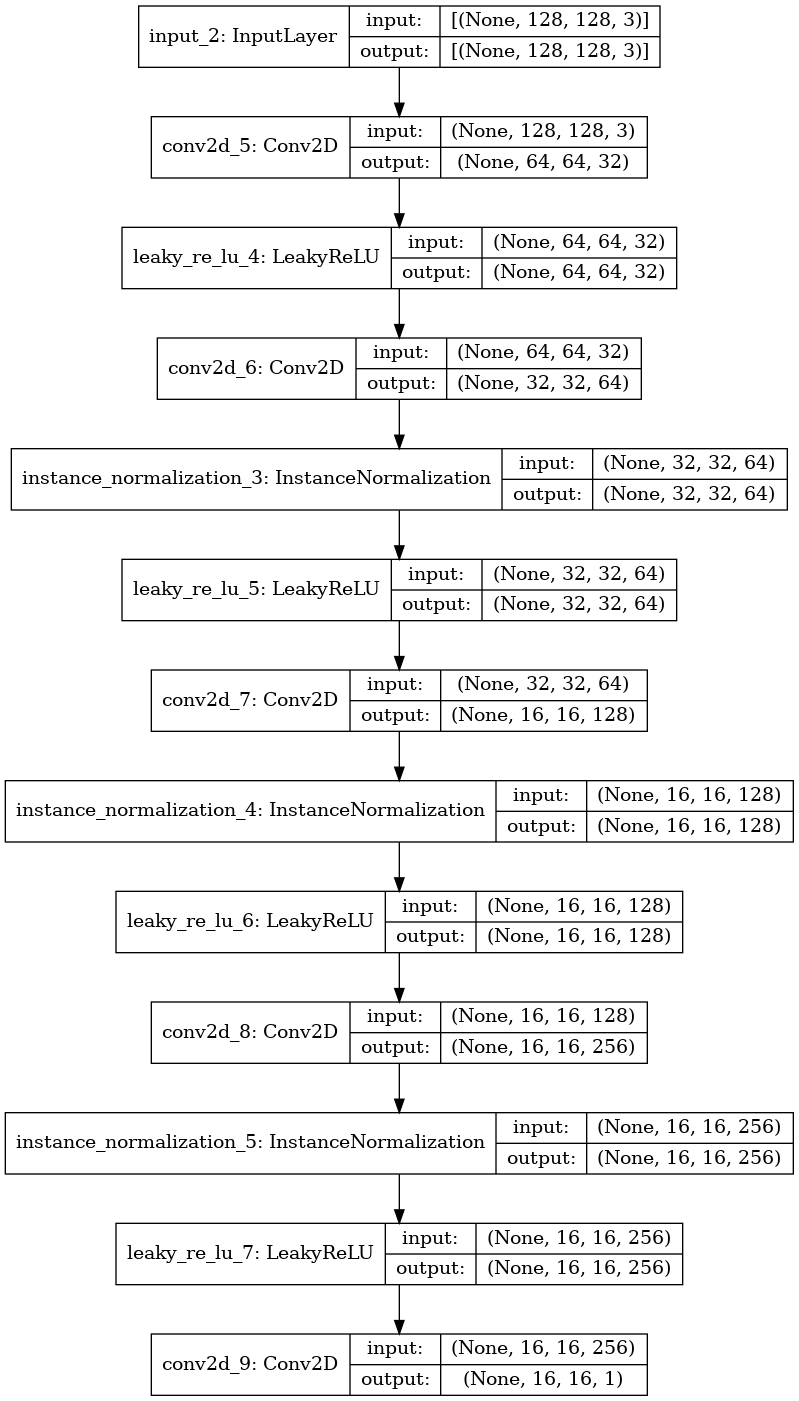 input_2: InputLayer
input: [(None, 128, 128, 3)]
output: [(None, 128, 128, 3)]
conv2d_5: Conv2D
input: (None, 128, 128, 3)
output: (None, 64, 64, 32)
leaky_re_lu_4: LeakyReLU
input: (None, 64, 64, 32)
output: (None, 64, 64, 32)
conv2d_6: Conv2D
input: (None, 64, 64, 32)
output: (None, 32, 32, 64)
instance_normalization_3: InstanceNormalization
input: (None, 32, 32, 64)
output: (None, 32, 32, 64)
leaky_re_lu_5: LeakyReLU
input: (None, 32, 32, 64)
output: (None, 32, 32, 64)
conv2d_7: Conv2D
input: (None, 32, 32, 64)
output: (None, 16, 16, 128)
instance_normalization_4: InstanceNormalization
input: (None, 16, 16, 128)
output: (None, 16, 16, 128)
leaky_re_lu_6: LeakyReLU
input: (None, 16, 16, 128)
output: (None, 16, 16, 128)
conv2d_8: Conv2D
input: (None, 16, 16, 128)
output: (None, 16, 16, 256)
instance_normalization_5: InstanceNormalization
input: (None, 16, 16, 256)
output: (None, 16, 16, 256)
leaky_re_lu_7: LeakyReLU
input: (None, 16, 16, 256)
output: (None, 16, 16, 256)
conv2d_9: Conv2D
input: (None, 16, 16, 256)
output: (None, 16, 16, 1)